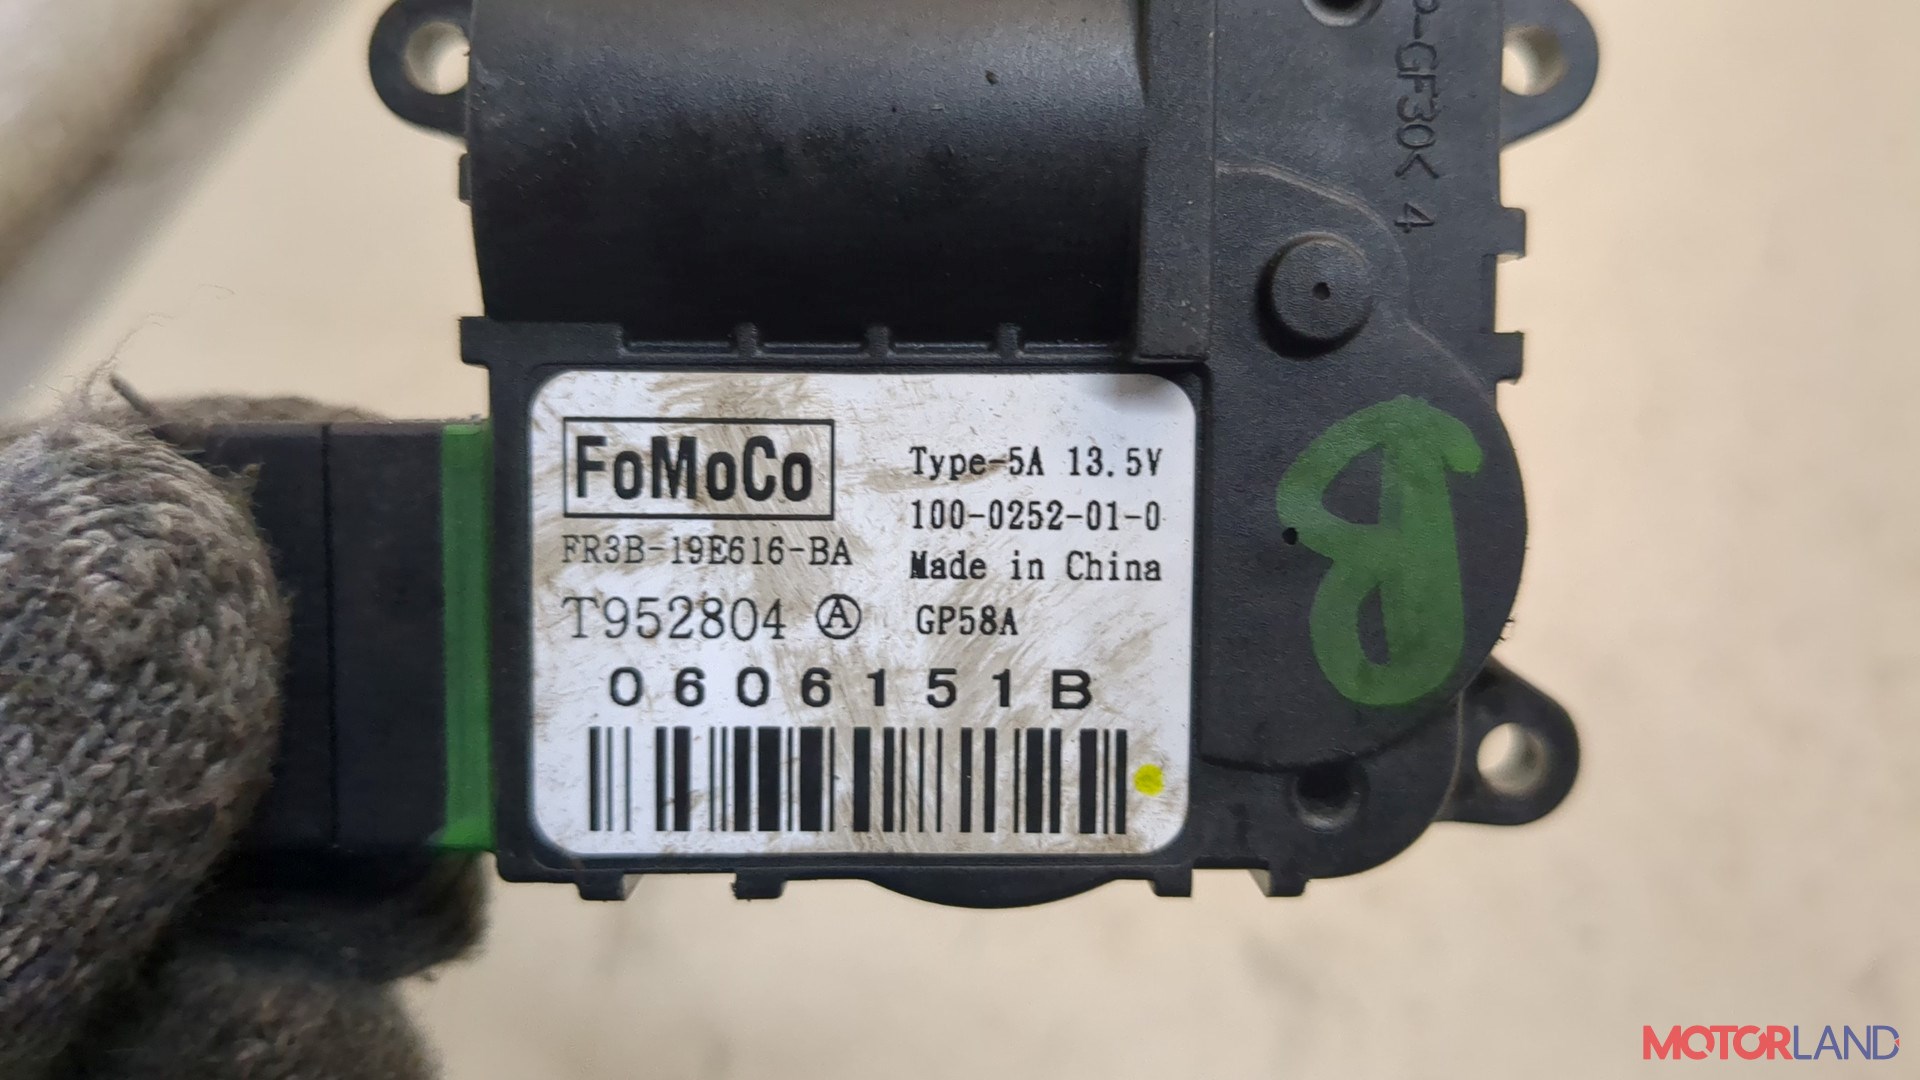 -GF30< 4
FoMoCo
FR3B-19E616-BA
T952804 Ⓐ
Type-5A 13.5V
100-0252-01-0
Made in China
GP58A
0606151B
B
MOTORLAND